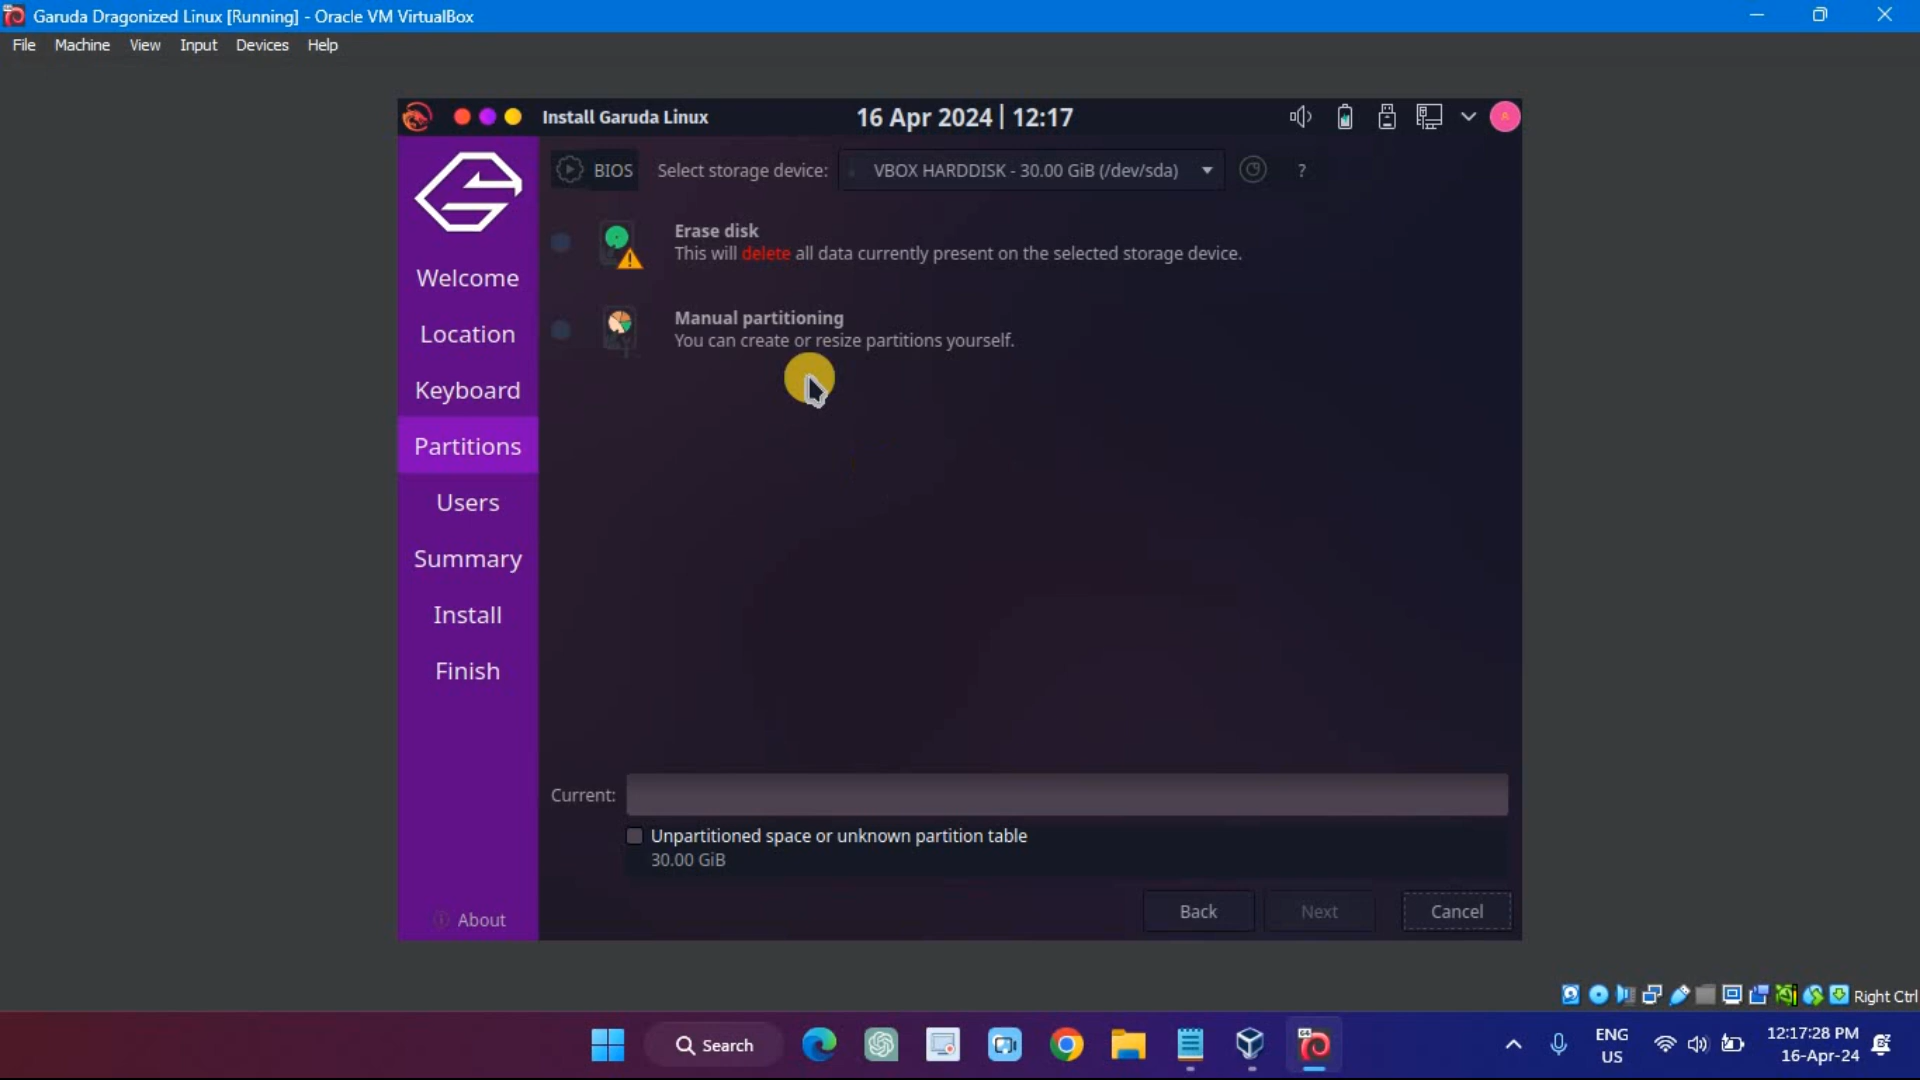 Garuda Dragonized Linux [Running] - Oracle VM VirtualBox
File Machine View Input Devices Help
Install Garuda Linux 16 Apr 2024 | 12:17
BIOS Select storage device: VBOX HARDDISK - 30.00 GiB (/dev/sda) ?
Erase disk
This will delete all data currently present on the selected storage device.
Manual partitioning
You can create or resize partitions yourself.
Welcome
Location
Keyboard
Partitions
Users
Summary
Install
Finish
Current:
Unpartitioned space or unknown partition table
30.00 GiB
Back Next Cancel
About
Right Ctrl
Search
ENG
US
12:17:28 PM
16-Apr-24